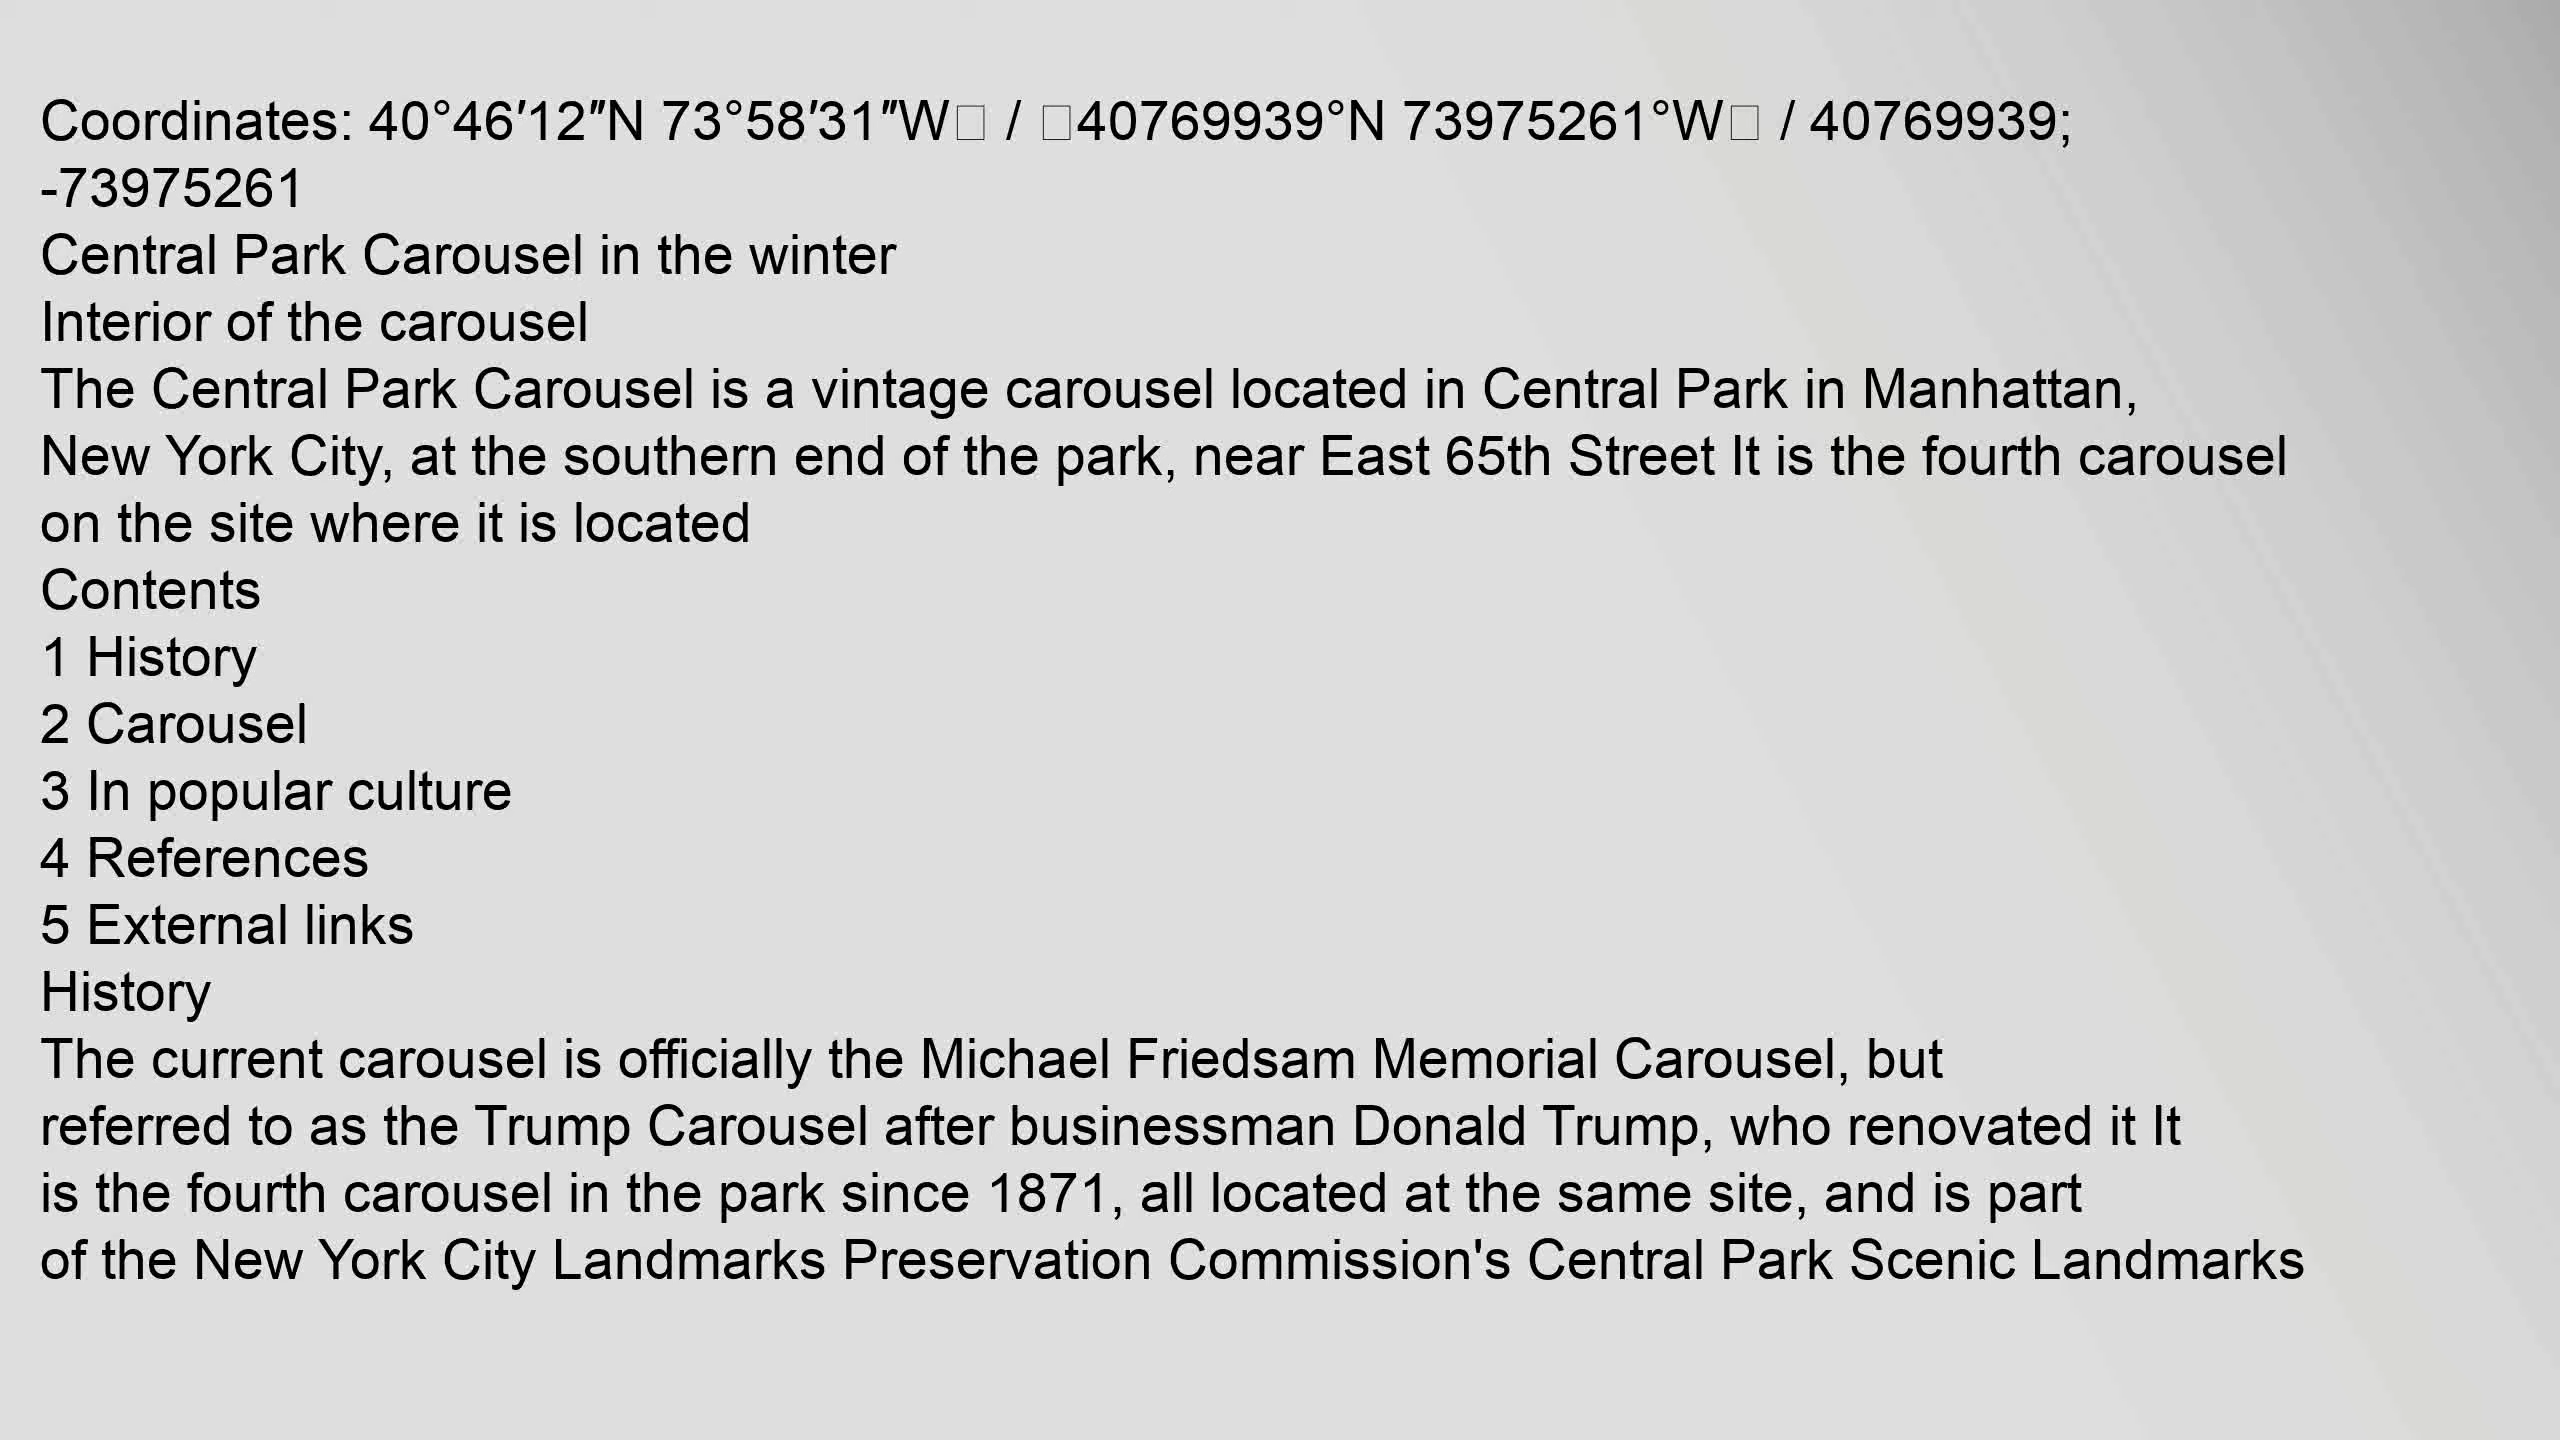 Coordinates: 40°46′12″N 73°58′31″W□ / □40769939°N 73975261°W□ / 40769939;
-73975261
Central Park Carousel in the winter
Interior of the carousel
The Central Park Carousel is a vintage carousel located in Central Park in Manhattan,
New York City, at the southern end of the park, near East 65th Street It is the fourth carousel
on the site where it is located
Contents
1 History
2 Carousel
3 In popular culture
4 References
5 External links
History
The current carousel is officially the Michael Friedsam Memorial Carousel, but
referred to as the Trump Carousel after businessman Donald Trump, who renovated it It
is the fourth carousel in the park since 1871, all located at the same site, and is part
of the New York City Landmarks Preservation Commission's Central Park Scenic Landmarks